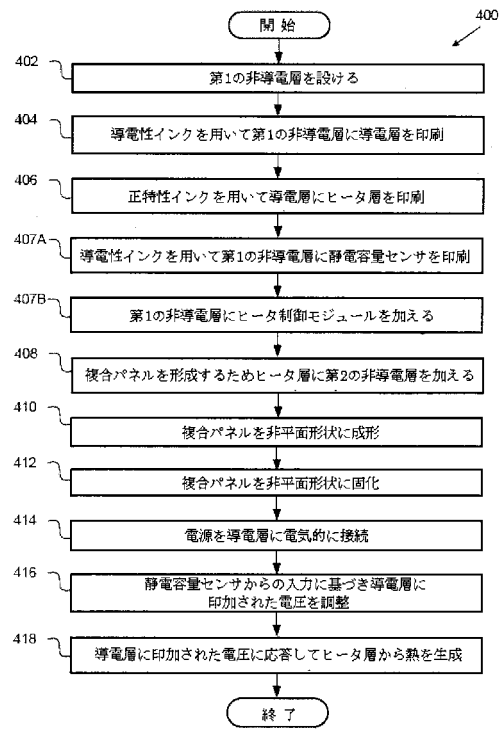 400
開始
402
第1の非導電層を設ける
404
導電性インクを用いて第1の非導電層に導電層を印刷
406
正特性インクを用いて導電層にヒータ層を印刷
407A
導電性インクを用いて第1の非導電層に静電容量センサを印刷
407B
第1の非導電層にヒータ制御モジュールを加える
408
複合パネルを形成するためヒータ層に第2の非導電層を加える
410
複合パネルを非平面形状に成形
412
複合パネルを非平面形状に固化
414
電源を導電層に電気的に接続
416
静電容量センサからの入力に基づき導電層に
印加された電圧を調整
418
導電層に印加された電圧に応答してヒータ層から熱を生成
終了